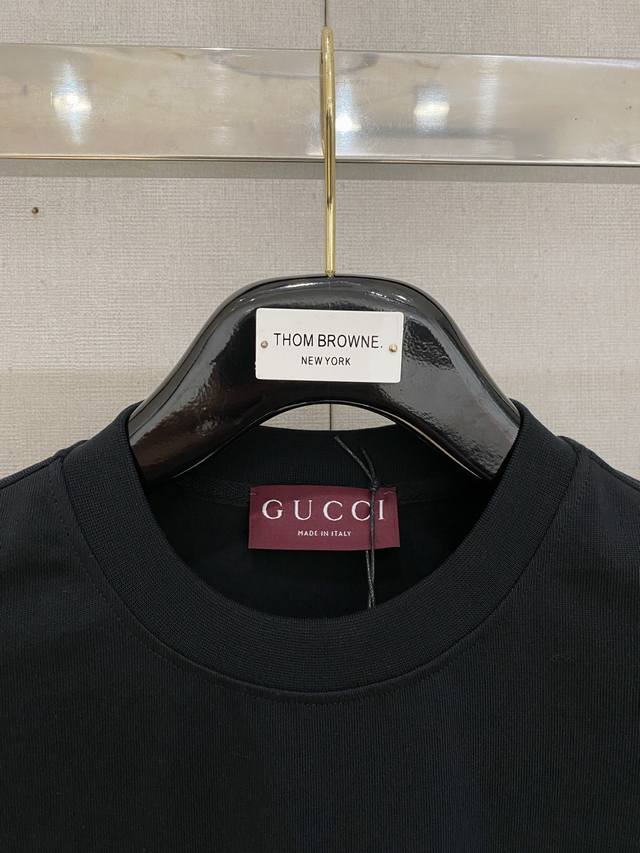 THOM BROWNE.
NEW YORK
GUCCI
MADE IN ITALY